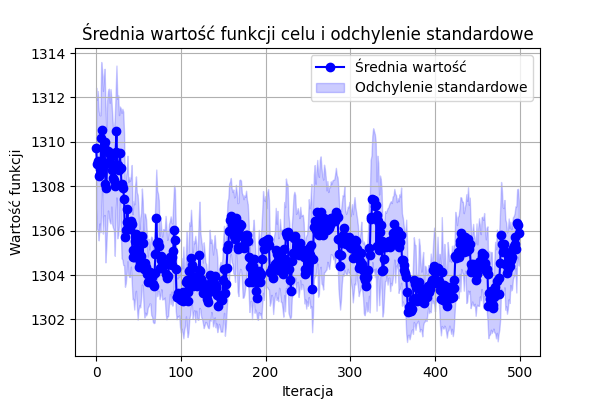 Średnia wartość funkcji celu i odchylenie standardowe
Średnia wartość
Odchylenie standardowe
Wartość funkcji
1314
1312
1310
1308
1306
1304
1302
0
100
200
300
400
500
Iteracja